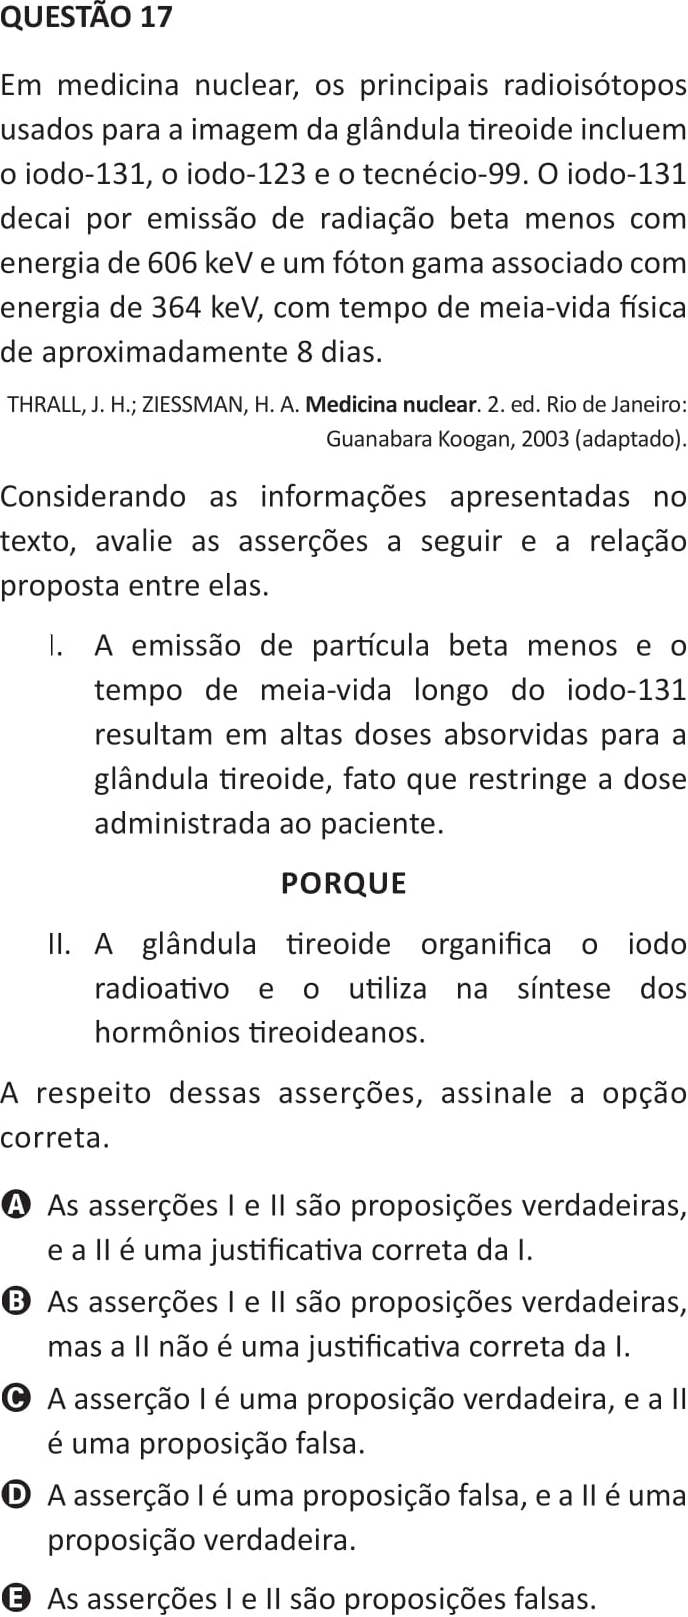 QUESTÃO 17
Em medicina nuclear, os principais radioisótopos
usados para a imagem da glândula tireoide incluem
o iodo-131, o iodo-123 e o tecnécio-99. O iodo-131
decai por emissão de radiação beta menos com
energia de 606 keV e um fóton gama associado com
energia de 364 keV, com tempo de meia-vida física
de aproximadamente 8 dias.
THRALL, J. H.; ZIESSMAN, H. A. Medicina nuclear. 2. ed. Rio de Janeiro:
Guanabara Koogan, 2003 (adaptado).
Considerando as informações apresentadas no
texto, avalie as asserções a seguir e a relação
proposta entre elas.
I. A emissão de partícula beta menos e o
tempo de meia-vida longo do iodo-131
resultam em altas doses absorvidas para a
glândula tireoide, fato que restringe a dose
administrada ao paciente.
PORQUE
II. A glândula tireoide organifica o iodo
radioativo e o utiliza na síntese dos
hormônios tireoideanos.
A respeito dessas asserções, assinale a opção
correta.
A As asserções I e II são proposições verdadeiras,
e a II é uma justificativa correta da I.
B As asserções I e II são proposições verdadeiras,
mas a II não é uma justificativa correta da I.
C A asserção I é uma proposição verdadeira, e a II
é uma proposição falsa.
D A asserção I é uma proposição falsa, e a II é uma
proposição verdadeira.
E As asserções I e II são proposições falsas.